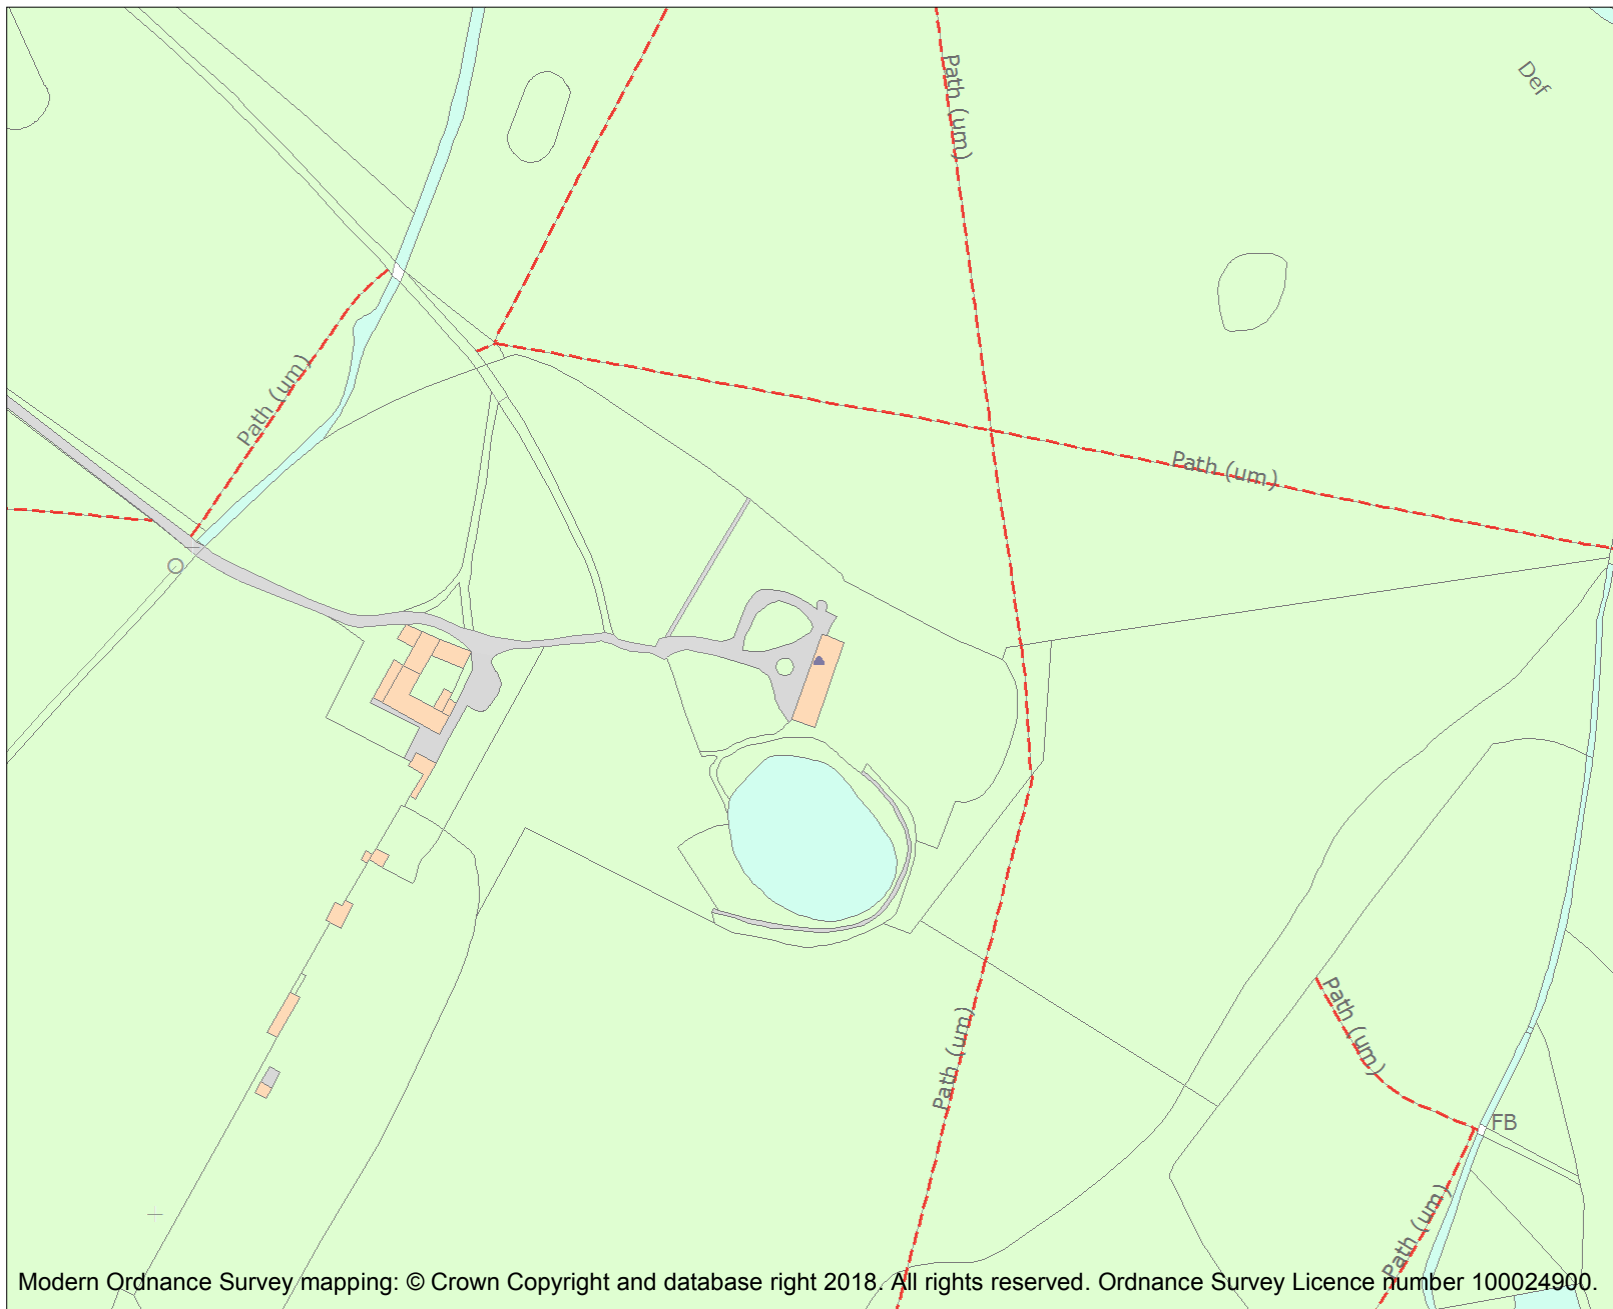 Path (um)
Def
Path (um)
Path (um)
Path (um)
Path (um)
FB
Path (um)
Modern Ordnance Survey mapping: © Crown Copyright and database right 2018. All rights reserved. Ordnance Survey Licence number 100024900.